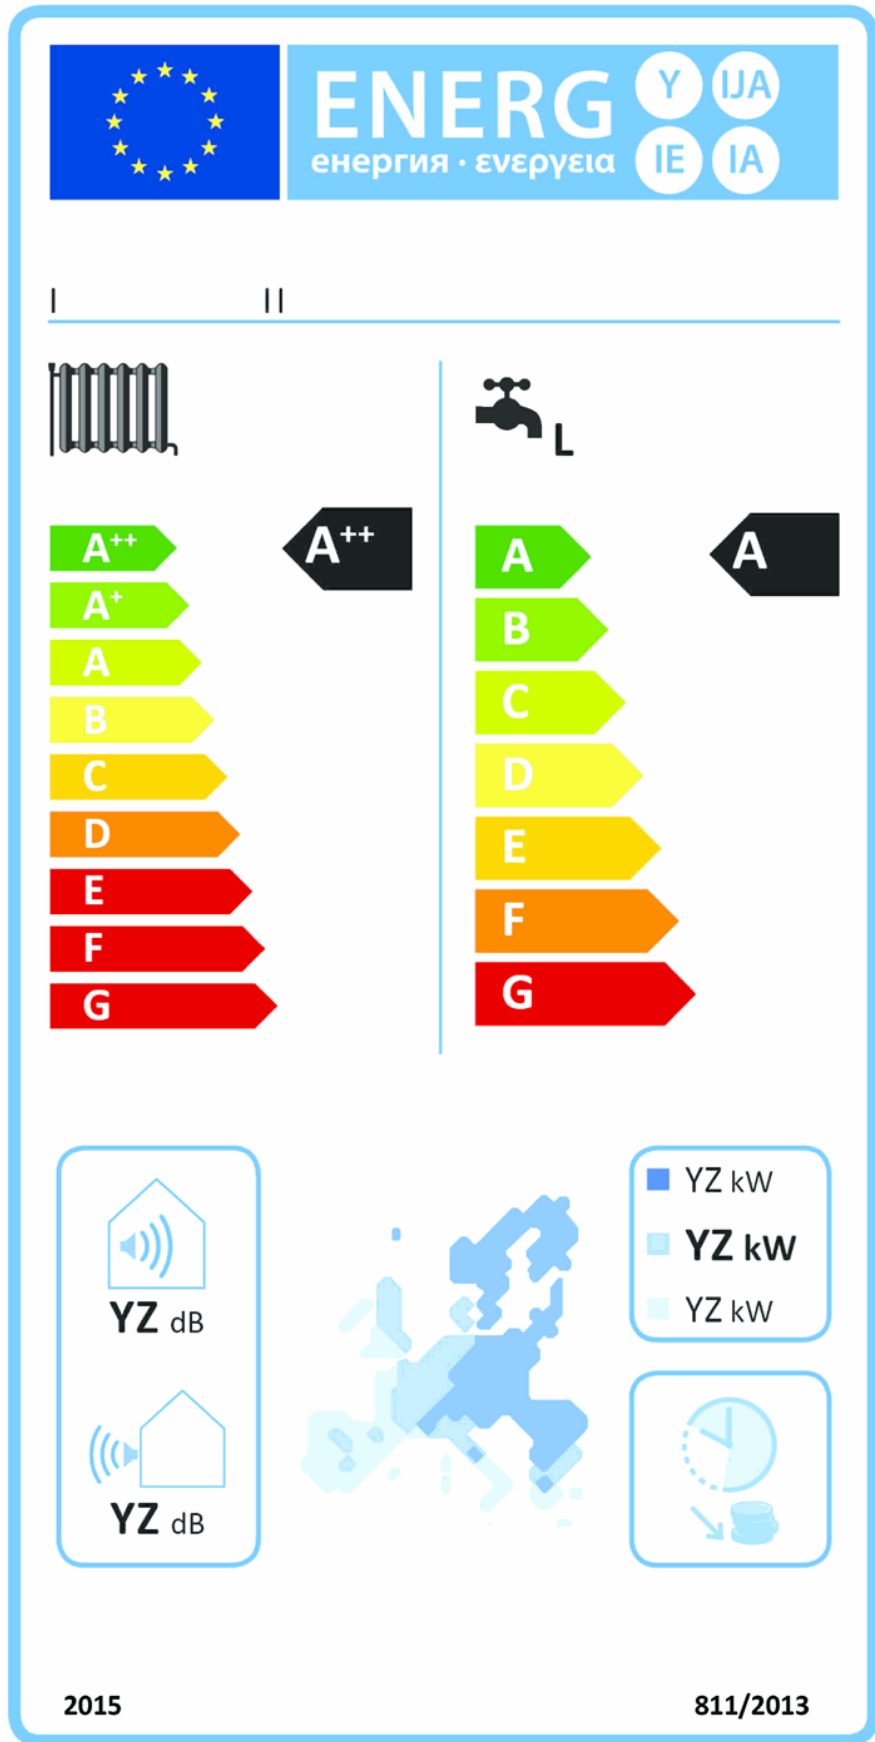 ENERG Y IJA
енергия · ενεργεια IE IA
I II
L
A++ A++
A+
A
B
C
D
E
F
G
A A
B
C
D
E
F
G
YZ dB
YZ dB
YZ kW
YZ kW
YZ kW
2015 811/2013